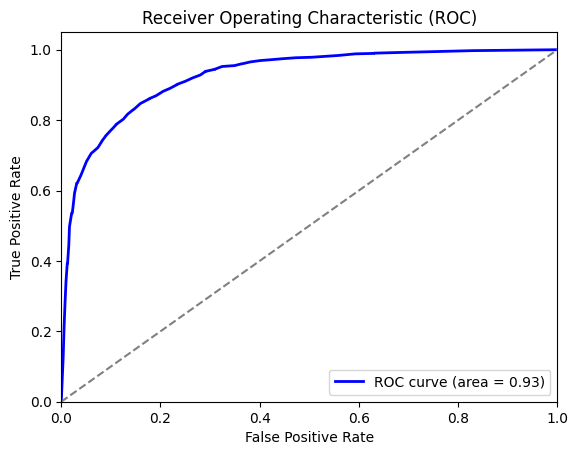 Receiver Operating Characteristic (ROC)
1.0
0.8
0.6
0.4
0.2
0.0
True Positive Rate
ROC curve (area = 0.93)
0.0 0.2 0.4 0.6 0.8 1.0
False Positive Rate